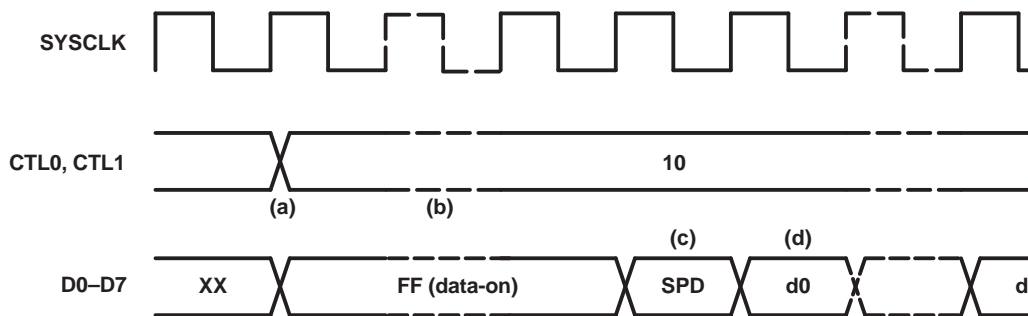 SYSCLK
CTL0, CTL1
10
(a)
(b)
(c)
(d)
D0–D7
XX
FF (data-on)
SPD
d0
d